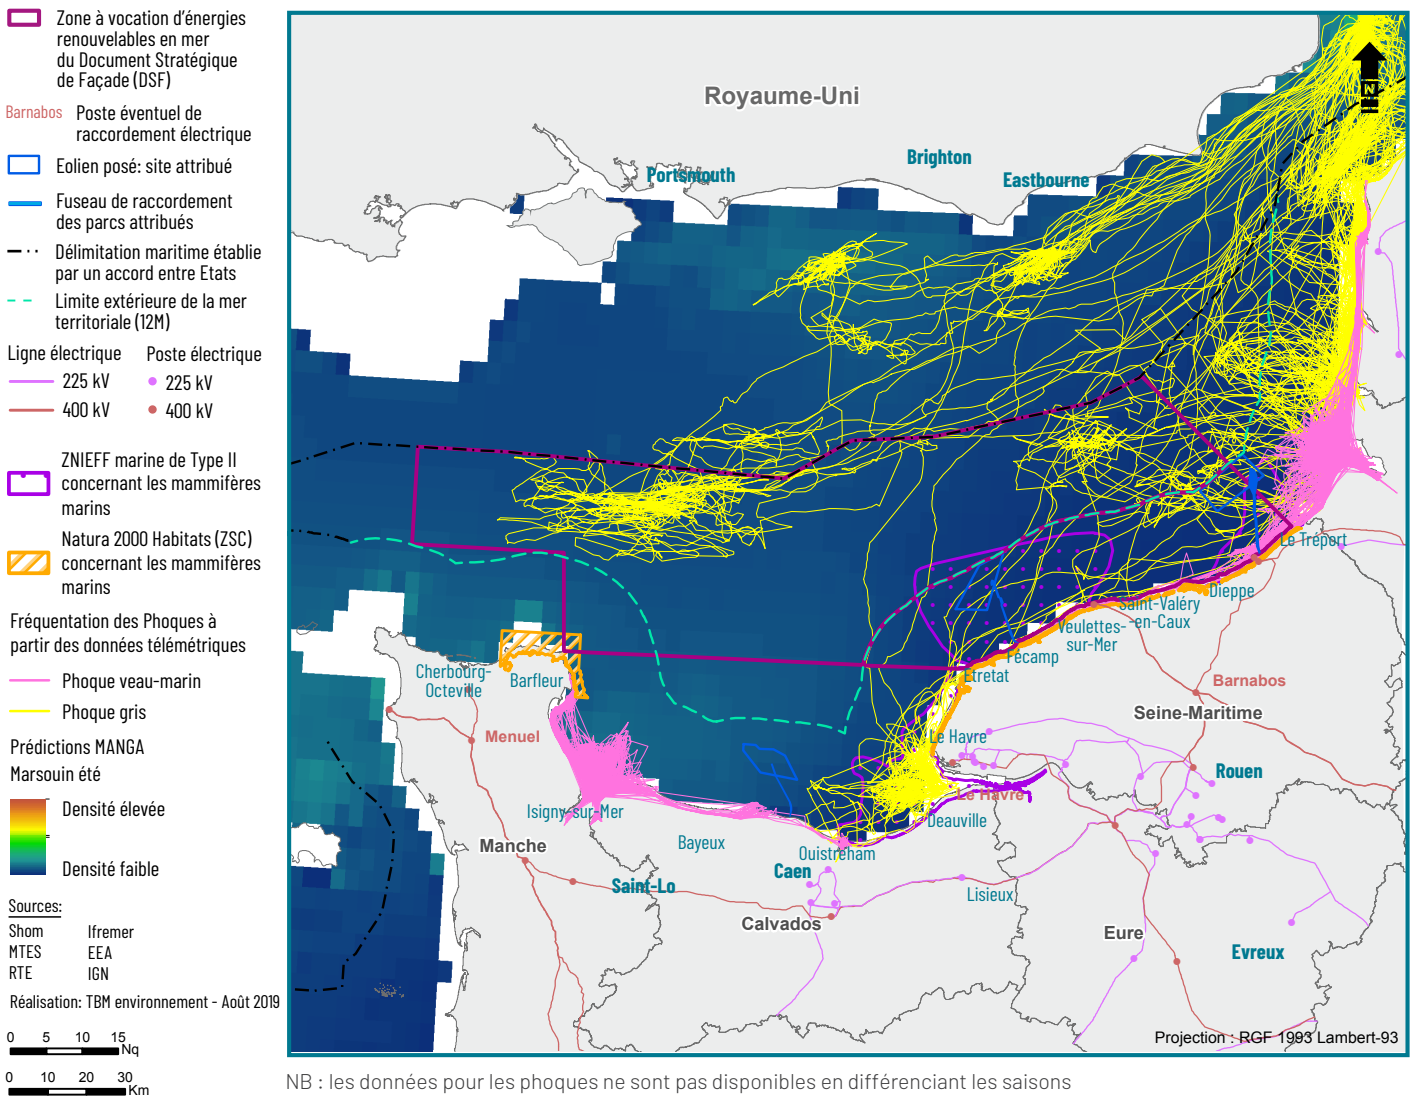 Zone à vocation d'énergies
renouvelables en mer
du Document Stratégique
de Façade (DSF)
Barnabos Poste éventuel de
raccordement électrique
Eolien posé: site attribué
Fuseau de raccordement
des parcs attribués
Délimitation maritime établie
par un accord entre Etats
Limite extérieure de la mer
territoriale (12M)
Ligne électrique Poste électrique
225 kV 225 kV
400 kV 400 kV
ZNIEFF marine de Type II
concernant les mammifères
marins
Natura 2000 Habitats (ZSC)
concernant les mammifères
marins
Fréquentation des Phoques à
partir des données télémétriques
Phoque veau-marin
Phoque gris
Prédictions MANGA
Marsouin été
Densité élevée
Densité faible
Sources:
Shom Ifremer
MTES EEA
RTE IGN
Réalisation: TBM environnement - Août 2019
0 5 10 15
Nq
0 10 20 30
Km
Royaume-Uni
N
Brighton
Portsmouth
Eastbourne
Le Tréport
Dieppe
Saint-Valéry
-en-Caux
Veulettes-
sur-Mer
Fécamp
Etretat
Cherbourg-
Octeville
Barfleur
Barnabos
Seine-Maritime
Menuel
Le Havre
Rouen
Le Havre
Isigny-sur-Mer
Deauville
Bayeux
Manche
Ouistreham
Caen
Saint-Lo
Lisieux
Calvados
Eure
Evreux
Projection : RGF 1993 Lambert-93
NB : les données pour les phoques ne sont pas disponibles en différenciant les saisons